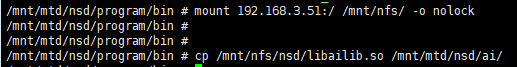 /mnt/mtd/nsd/program/bin # mount 192.168.3.51:/ /mnt/nfs/ -o nolock
/mnt/mtd/nsd/program/bin #
/mnt/mtd/nsd/program/bin #
/mnt/mtd/nsd/program/bin # cp /mnt/nfs/nsd/libailib.so /mnt/mtd/nsd/ai/